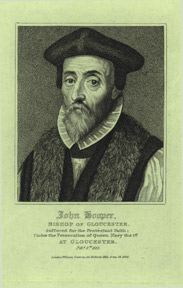 John Hooper,
BISHOP OF GLOUCESTER.
Suffered for the Protestant Faith;
Under the Persecution of Queen Mary the 1st
AT GLOUCESTER.